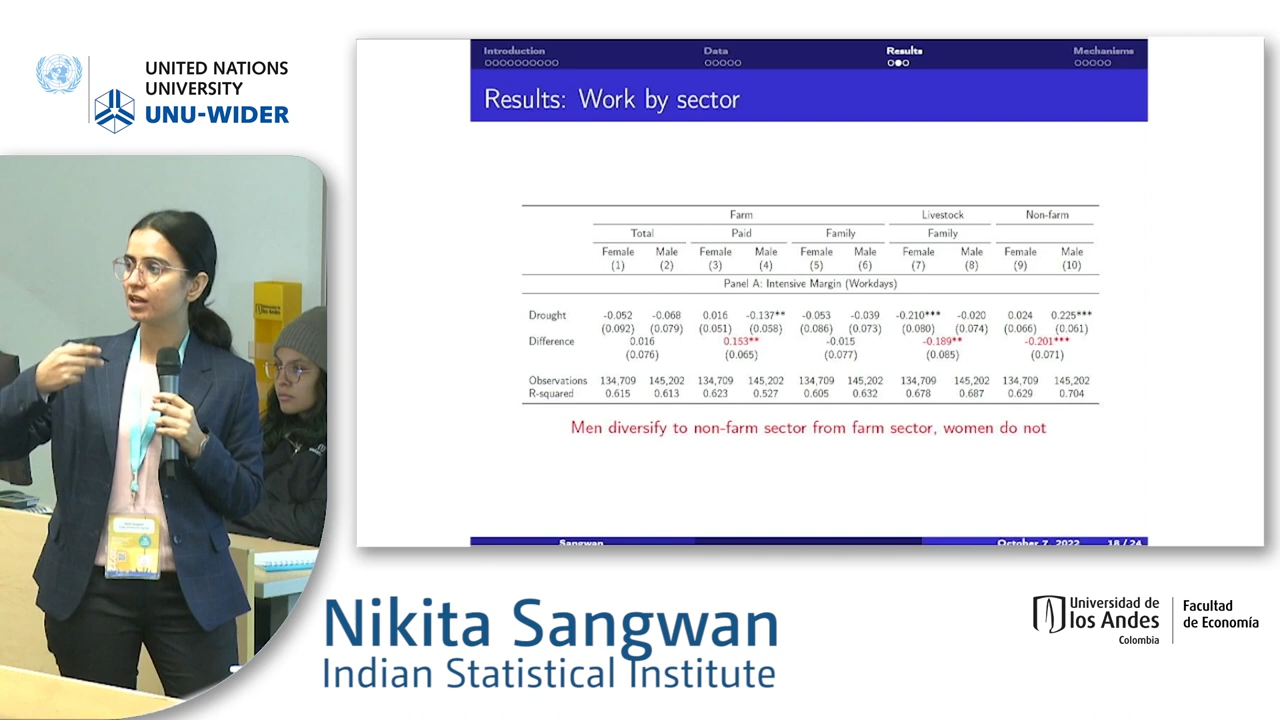 UNITED NATIONS
UNIVERSITY
UNU-WIDER
Introduction Data Results Mechanisms
Results: Work by sector
Farm Livestock Non-farm
Total Paid Family Family
Female Male Female Male Female Male Female Male Female Male
(1) (2) (3) (4) (5) (6) (7) (8) (9) (10)
Panel A: Intensive Margin (Workdays)
Drought -0.052 -0.068 0.016 -0.137** -0.053 -0.039 -0.210*** -0.020 0.024 0.225***
(0.092) (0.079) (0.051) (0.058) (0.086) (0.073) (0.080) (0.074) (0.066) (0.061)
Difference 0.016 0.153** -0.015 -0.189** -0.201***
(0.076) (0.065) (0.077) (0.085) (0.071)
Observations 134,709 145,202 134,709 145,202 134,709 145,202 134,709 145,202 134,709 145,202
R-squared 0.615 0.613 0.623 0.527 0.605 0.632 0.678 0.687 0.629 0.704
Men diversify to non-farm sector from farm sector, women do not
Sangwan October 7, 2022 18 / 24
Nikita Sangwan
Indian Statistical Institute
Universidad de
los Andes
Colombia
Facultad
de Economía